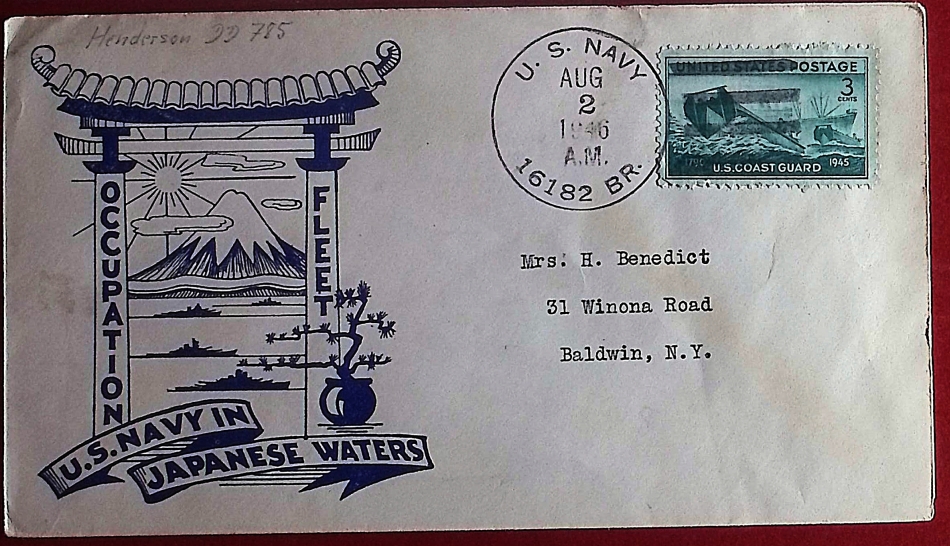 Henderson DD 785
OCCUPATION
FLEET
U.S. NAVY IN
JAPANESE WATERS
U. S. NAVY
AUG
2
1946
A.M.
16182 BR.
UNITED STATES POSTAGE
3
CENTS
1790
1945
U.S. COAST GUARD
Mrs. H. Benedict
31 Winona Road
Baldwin, N.Y.